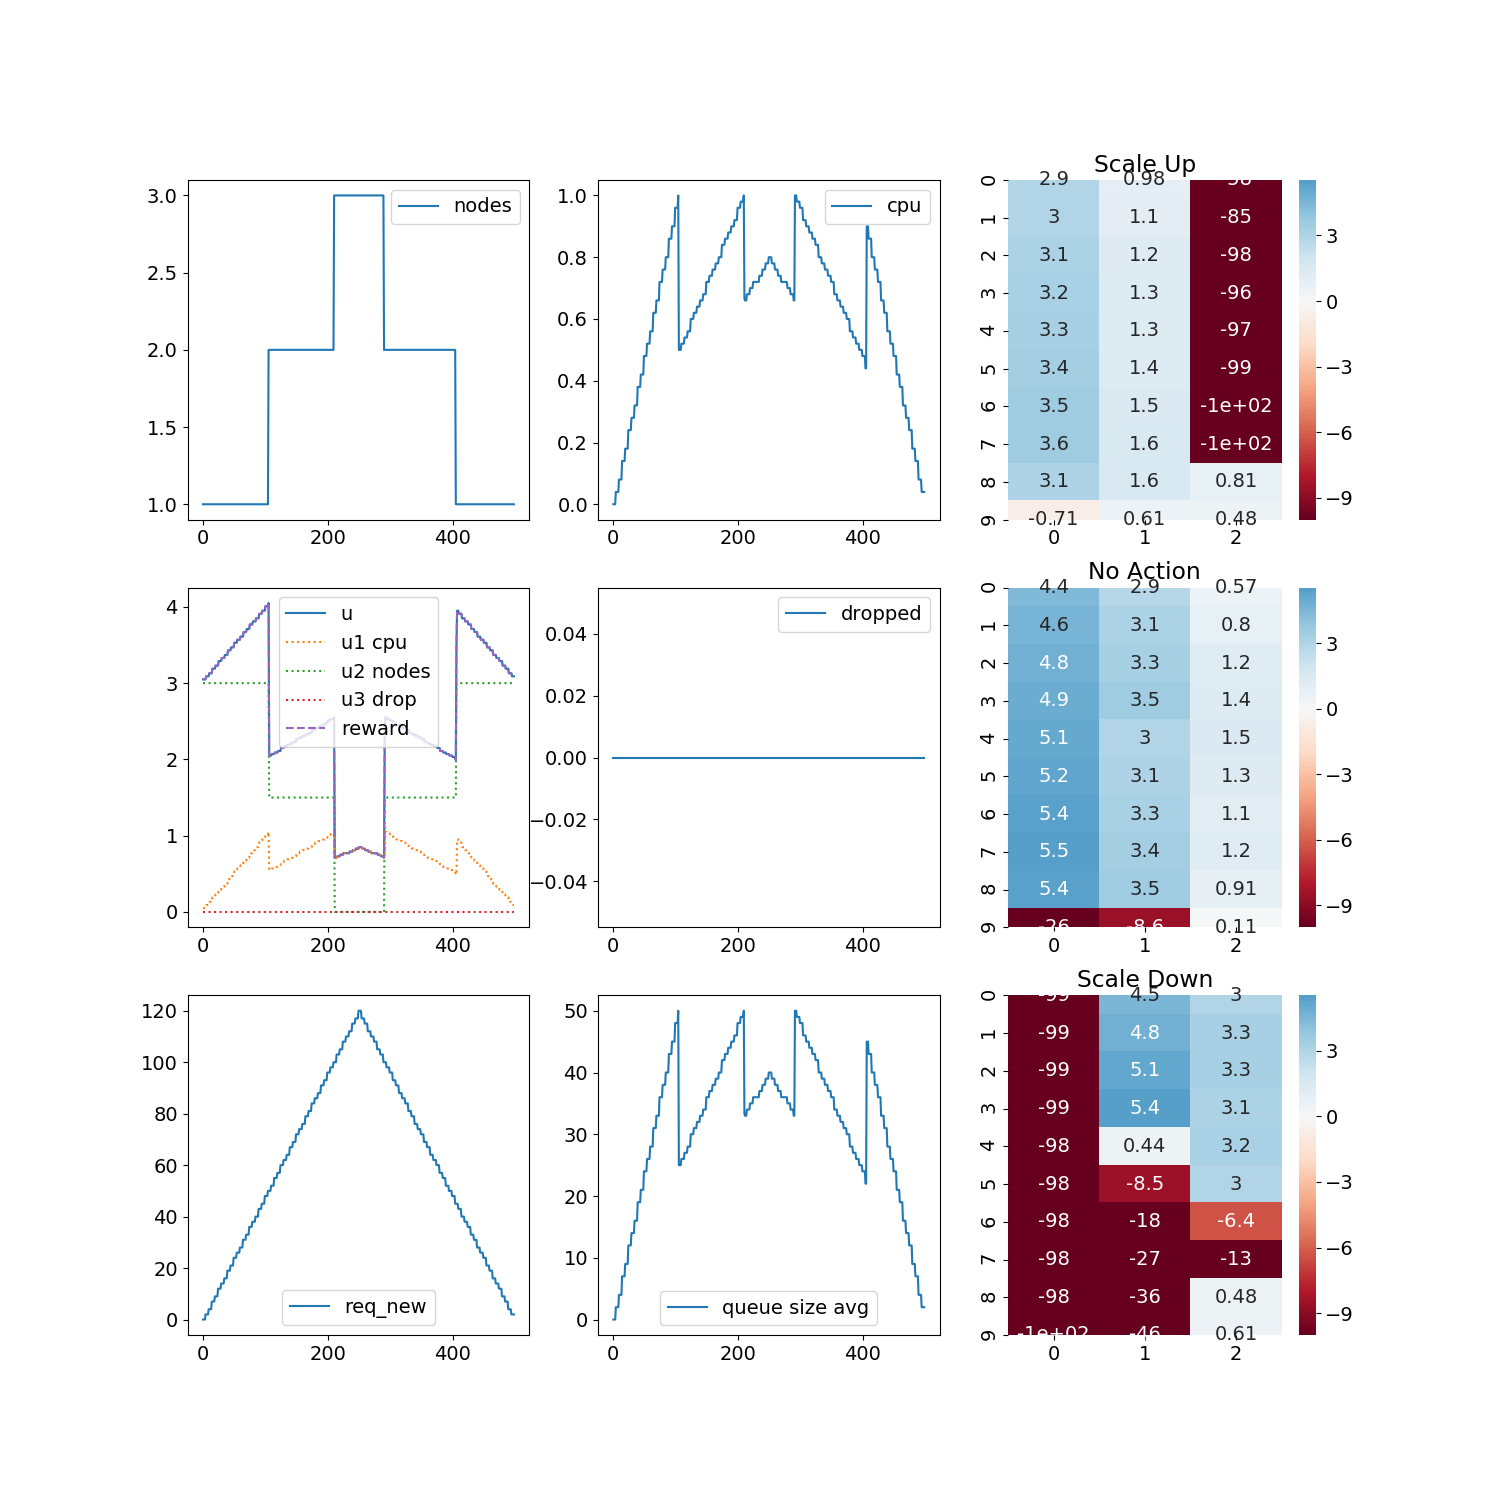 nodes
3.0
2.5
2.0
1.5
1.0
0 200 400
cpu
1.0
0.8
0.6
0.4
0.2
0.0
0 200 400
Scale Up
0 2.9 0.98 -98
1 3 1.1 -85
2 3.1 1.2 -98
3 3.2 1.3 -96
4 3.3 1.3 -97
5 3.4 1.4 -99
6 3.5 1.5 -1e+02
7 3.6 1.6 -1e+02
8 3.1 1.6 0.81
9 -0.71 0.61 0.48
0 1 2
3
0
−3
−6
−9
u
u1 cpu
u2 nodes
u3 drop
reward
4
3
2
1
0
0 200 400
dropped
0.04
0.02
0.00
−0.02
−0.04
0 200 400
No Action
0 4.4 2.9 0.57
1 4.6 3.1 0.8
2 4.8 3.3 1.2
3 4.9 3.5 1.4
4 5.1 3 1.5
5 5.2 3.1 1.3
6 5.4 3.3 1.1
7 5.5 3.4 1.2
8 5.4 3.5 0.91
9 -26 -8.6 0.11
0 1 2
3
0
−3
−6
−9
120
100
80
60
40
20
0
req_new
0 200 400
50
40
30
20
10
0
queue size avg
0 200 400
Scale Down
0 -99 4.5 3
1 -99 4.8 3.3
2 -99 5.1 3.3
3 -99 5.4 3.1
4 -98 0.44 3.2
5 -98 -8.5 3
6 -98 -18 -6.4
7 -98 -27 -13
8 -98 -36 0.48
9 -1e+02 -46 0.61
0 1 2
3
0
−3
−6
−9